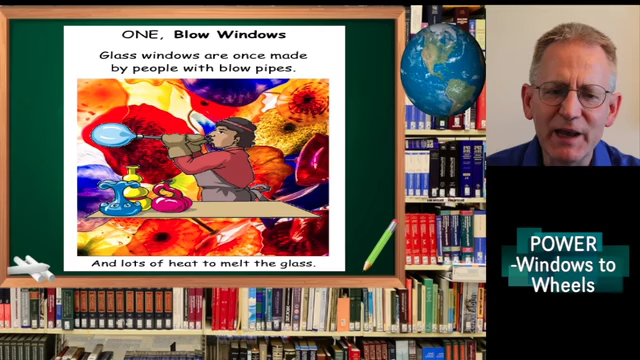 ONE, Blow Windows
Glass windows are once made
by people with blow pipes.
And lots of heat to melt the glass.
POWER
-Windows to
Wheels